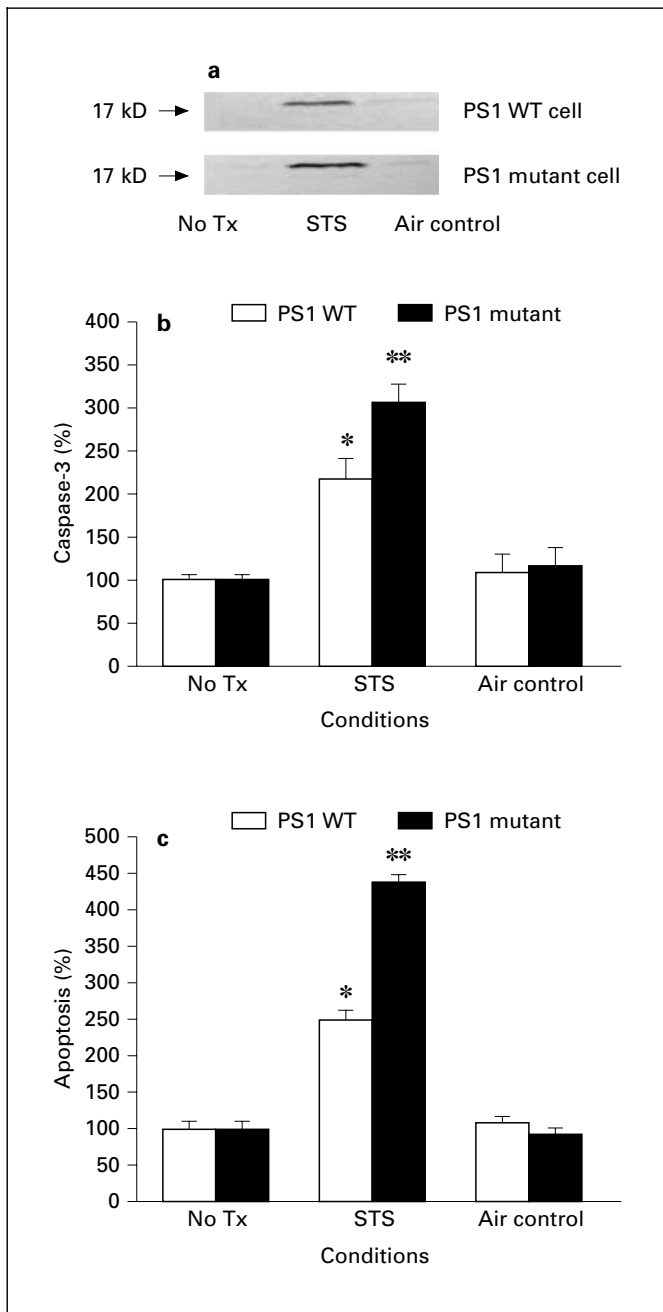 a
17 kD → PS1 WT cell
17 kD → PS1 mutant cell
No Tx STS Air control
b PS1 WT PS1 mutant
400
350
300
250
200
150
100
50
0
Caspase-3 (%)
*
**
No Tx STS Air control
Conditions
c PS1 WT PS1 mutant
500
450
400
350
300
250
200
150
100
50
0
Apoptosis (%)
*
**
No Tx STS Air control
Conditions